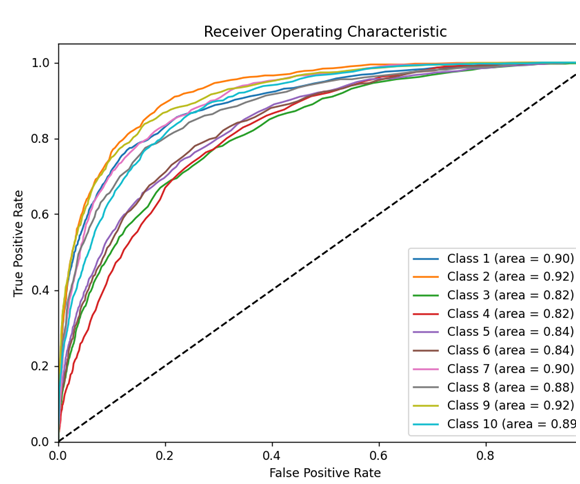 Receiver Operating Characteristic
1.0
0.8
0.6
0.4
0.2
0.0
True Positive Rate
0.0 0.2 0.4 0.6 0.8
False Positive Rate
Class 1 (area = 0.90)
Class 2 (area = 0.92)
Class 3 (area = 0.82)
Class 4 (area = 0.82)
Class 5 (area = 0.84)
Class 6 (area = 0.84)
Class 7 (area = 0.90)
Class 8 (area = 0.88)
Class 9 (area = 0.92)
Class 10 (area = 0.89